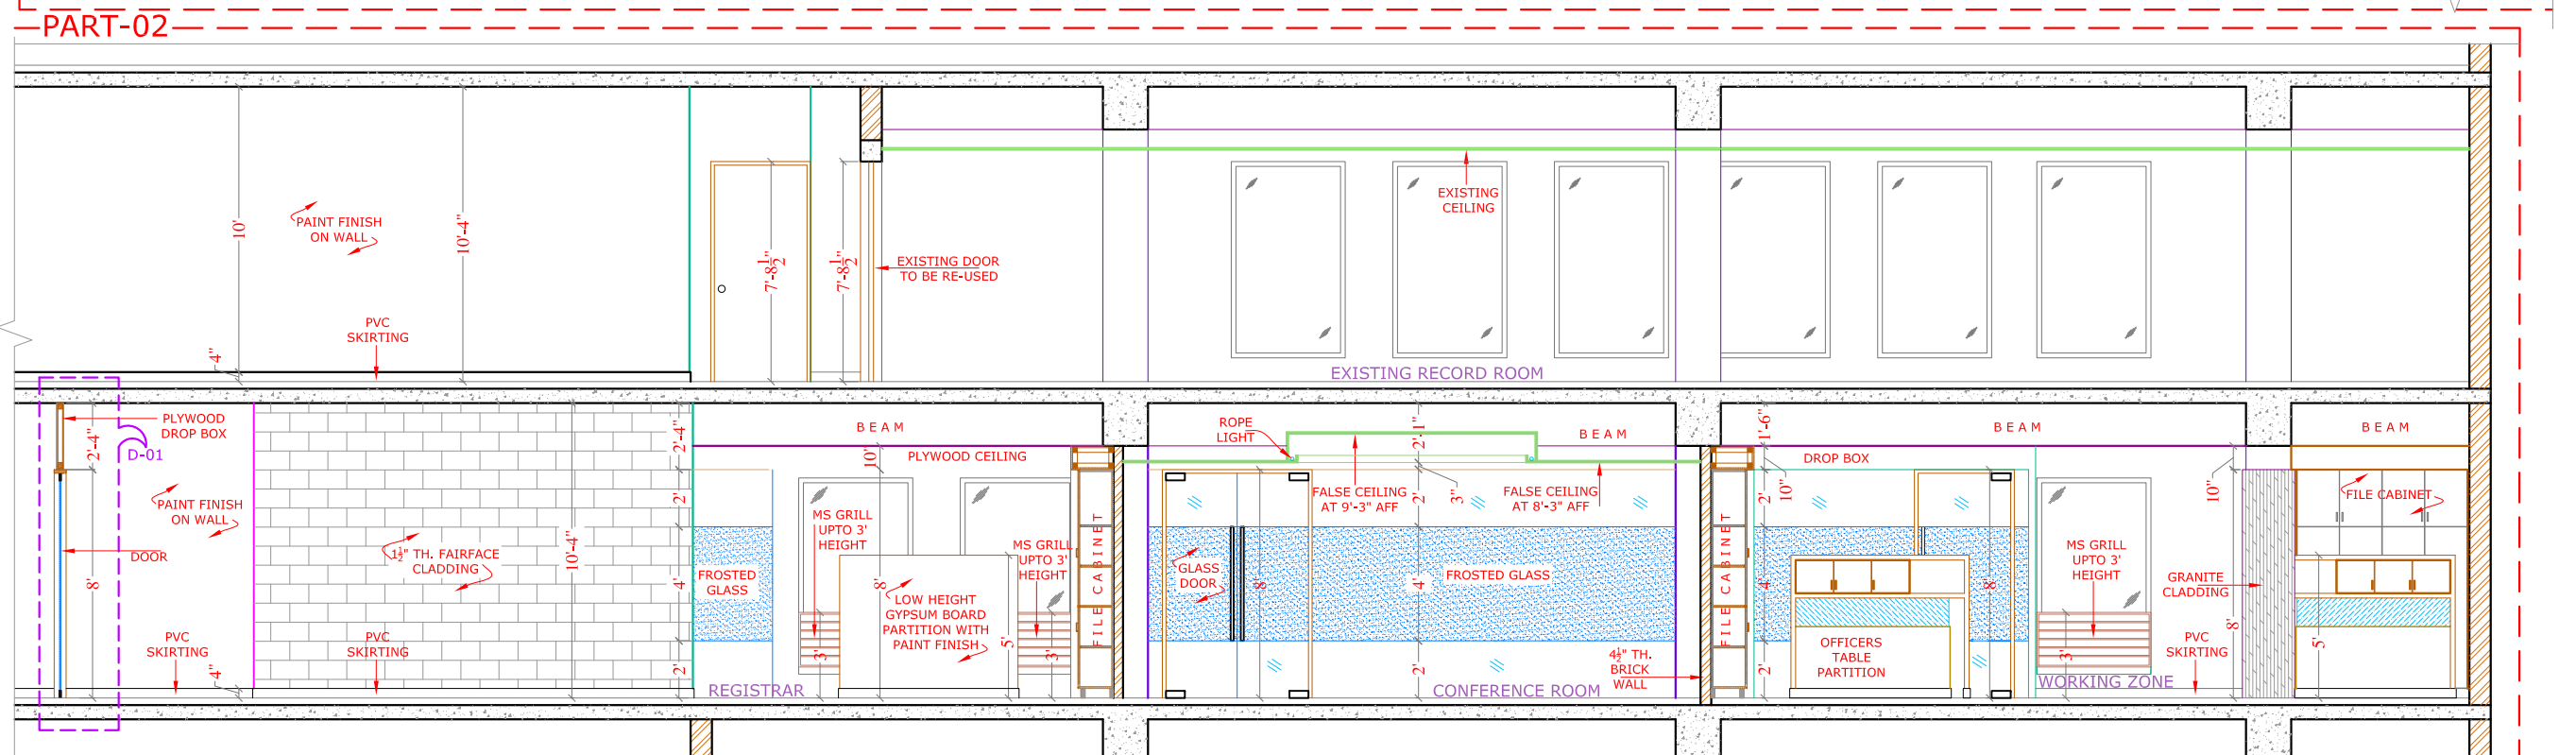 PART-02
10'
10'-4"
PAINT FINISH
ON WALL
7'-8½"
7'-8½"
EXISTING DOOR
TO BE RE-USED
EXISTING
CEILING
PVC
SKIRTING
4"
EXISTING RECORD ROOM
PLYWOOD
DROP BOX
2'-4"
D-01
PAINT FINISH
ON WALL
DOOR
8'
PVC
SKIRTING
4"
PVC
SKIRTING
1½" TH. FAIRFACE
CLADDING
10'-4"
2'-4"
2'
4'
2'
BEAM
10"
PLYWOOD CEILING
FROSTED
GLASS
MS GRILL
UPTO 3'
HEIGHT
MS GRILL
UPTO 3'
HEIGHT
8'
LOW HEIGHT
GYPSUM BOARD
PARTITION WITH
PAINT FINISH
5'
3'
3'
REGISTRAR
FILE CABINET
ROPE
LIGHT
2'-1"
BEAM
FALSE CEILING
AT 9'-3" AFF
2'
3"
FALSE CEILING
AT 8'-3" AFF
GLASS
DOOR
8'
4'
FROSTED GLASS
2'
4½" TH.
BRICK
WALL
CONFERENCE ROOM
1'-6"
FILE CABINET
2'
10"
DROP BOX
4'
2'
BEAM
8'
OFFICERS
TABLE
PARTITION
MS GRILL
UPTO 3'
HEIGHT
3'
10"
GRANITE
CLADDING
8'
PVC
SKIRTING
WORKING ZONE
BEAM
FILE CABINET
5'